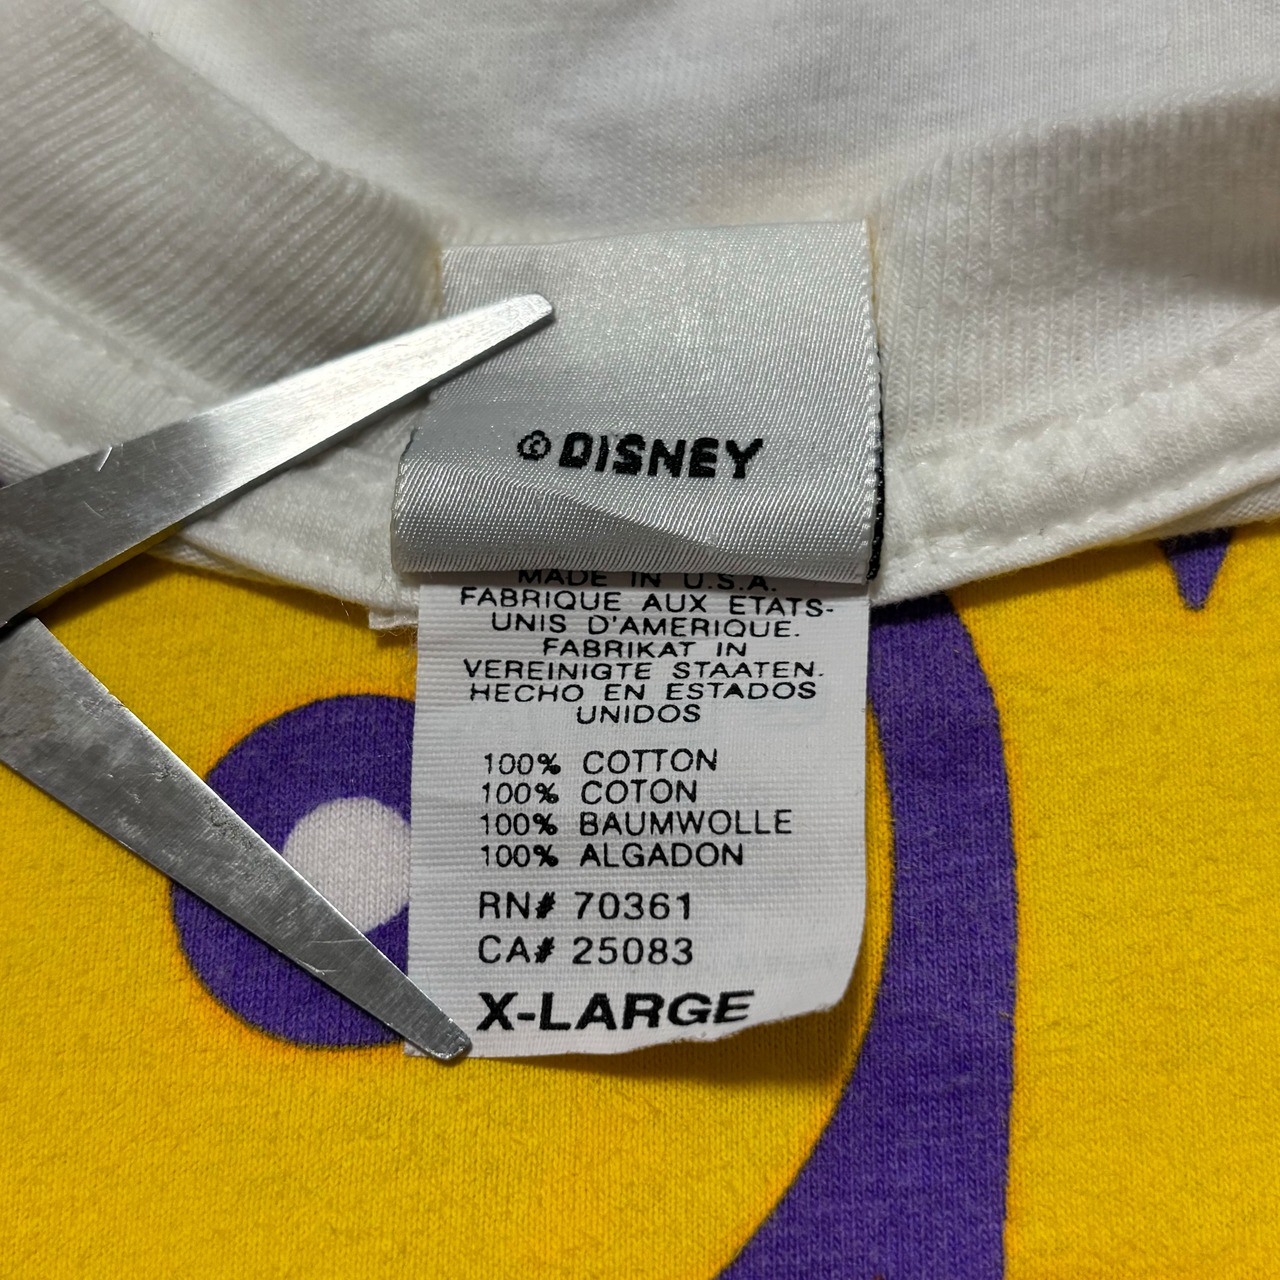 © DISNEY
MADE IN U.S.A.
FABRIQUE AUX ETATS-
UNIS D'AMERIQUE.
FABRIKAT IN
VEREINIGTE STAATEN.
HECHO EN ESTADOS
UNIDOS
100% COTTON
100% COTON
100% BAUMWOLLE
100% ALGADON
RN# 70361
CA# 25083
X-LARGE